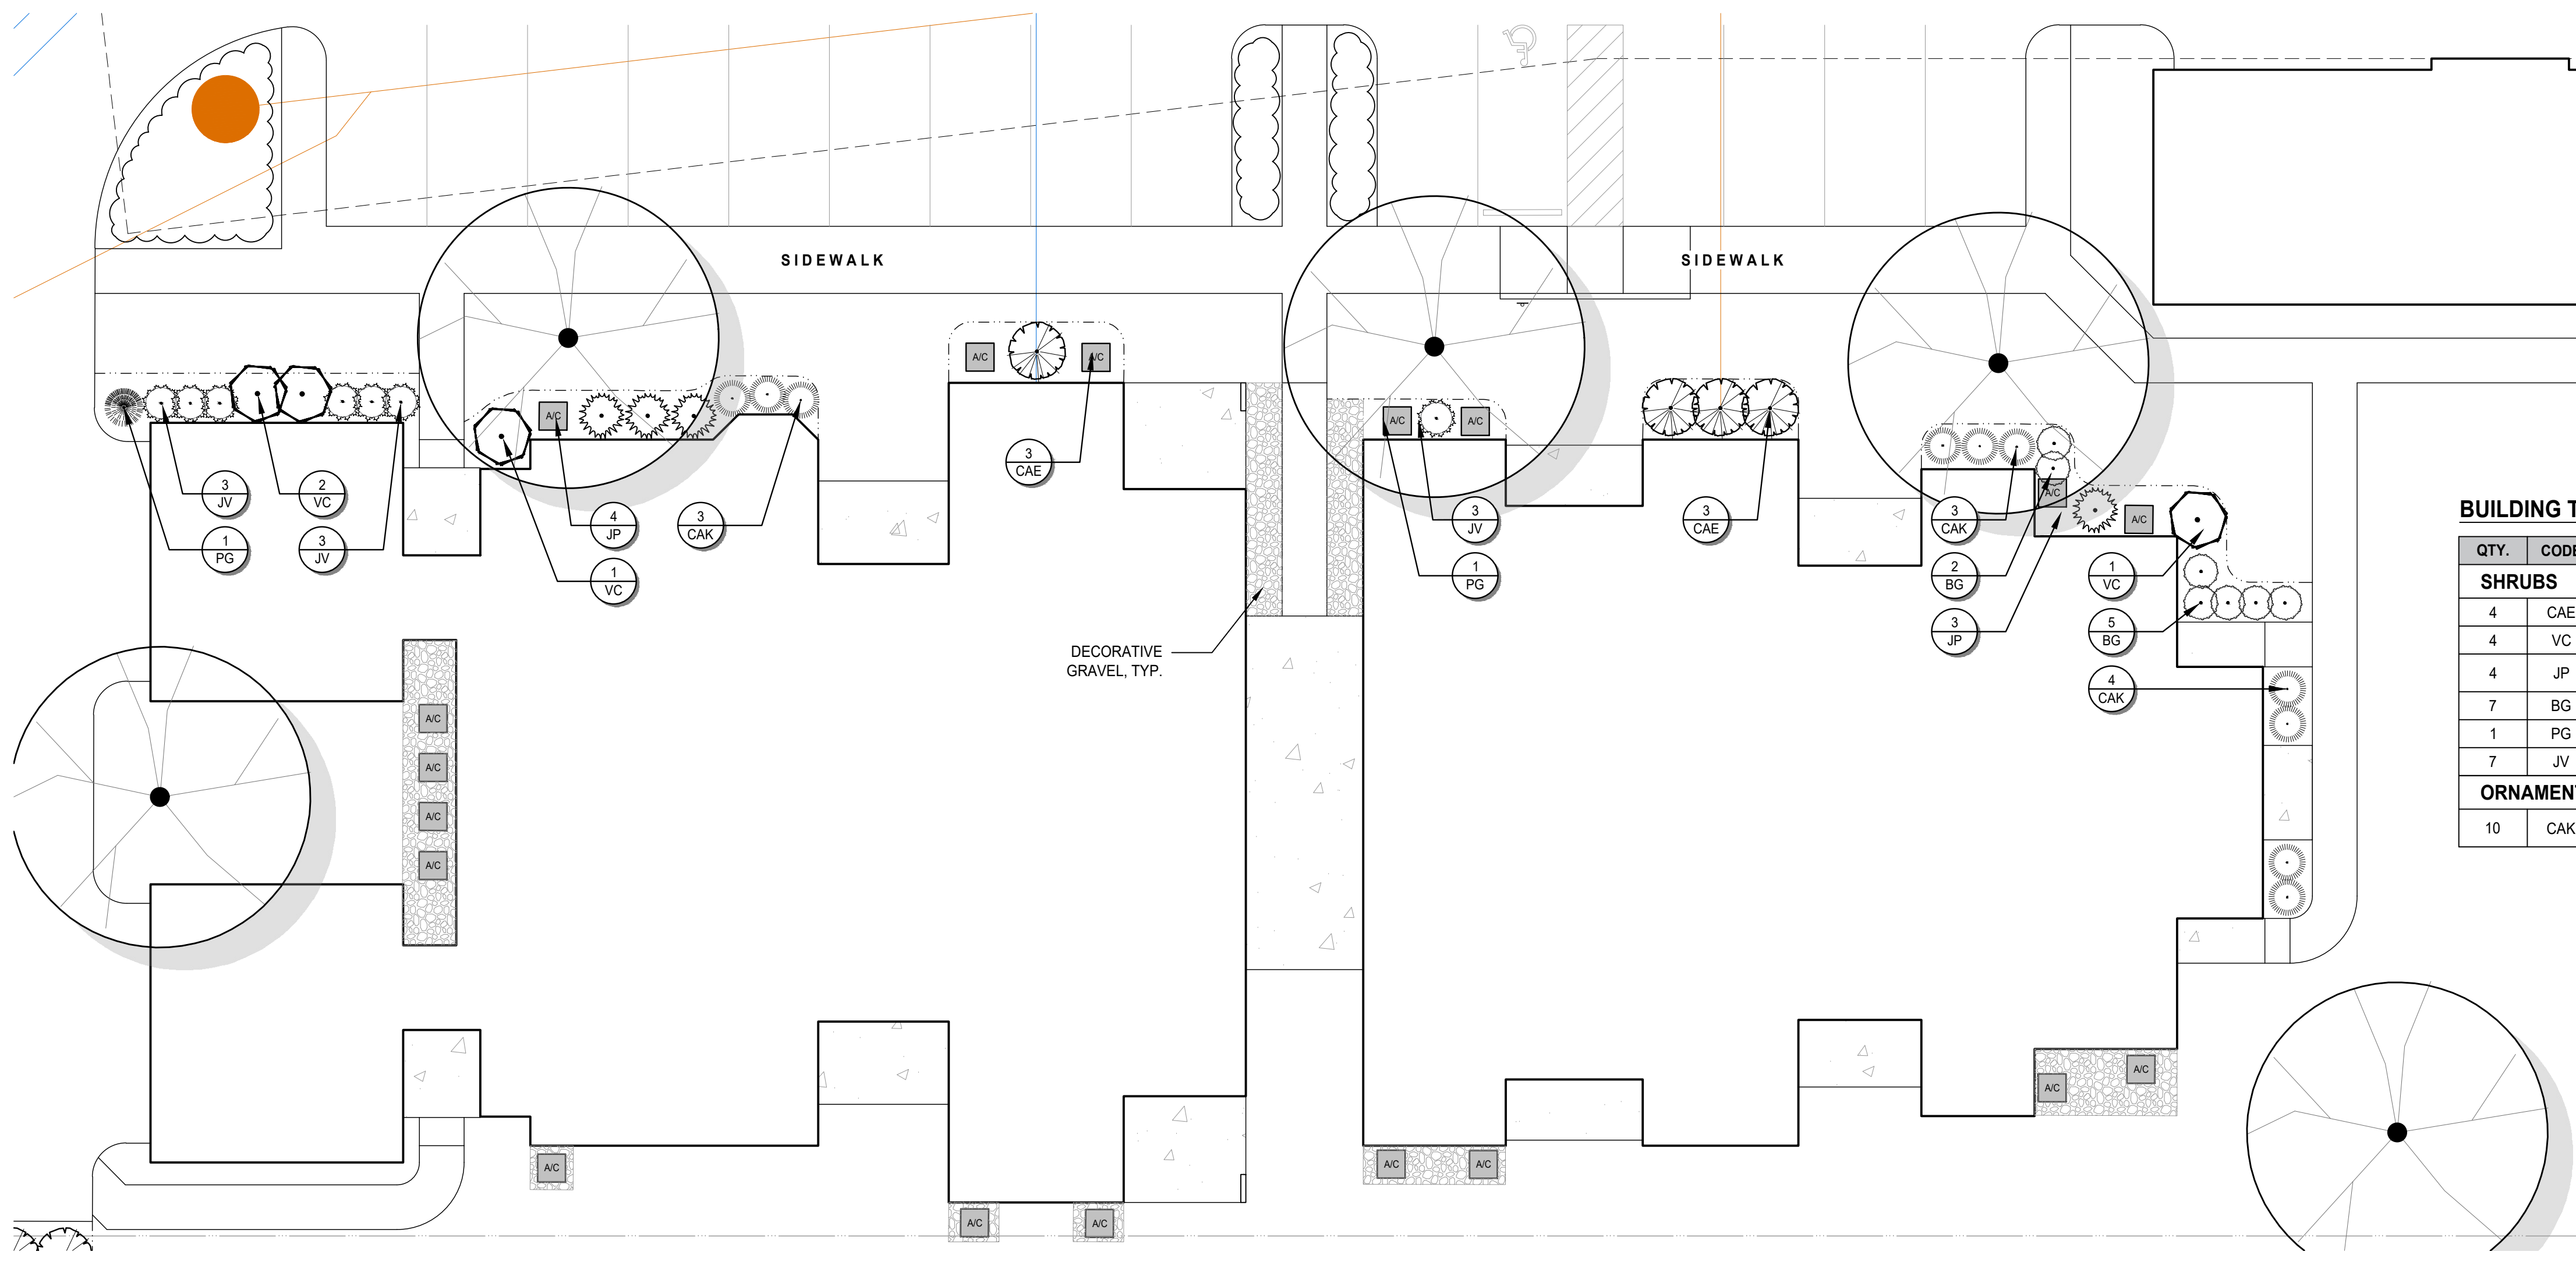 SIDEWALK
SIDEWALK
A/C
A/C
A/C
A/C
A/C
A/C
A/C
3
CAE
3
JV
2
VC
4
JP
3
CAK
3
JV
3
CAE
3
CAK
1
PG
3
JV
1
VC
1
PG
2
BG
1
VC
3
JP
5
BG
4
CAK
DECORATIVE
GRAVEL, TYP.
BUILDING T
QTY. CODE
SHRUBS
4 CAE
4 VC
4 JP
7 BG
1 PG
7 JV
ORNAMENT
10 CAK
A/C
A/C
A/C
A/C
A/C
A/C
A/C
A/C
A/C
A/C
A/C